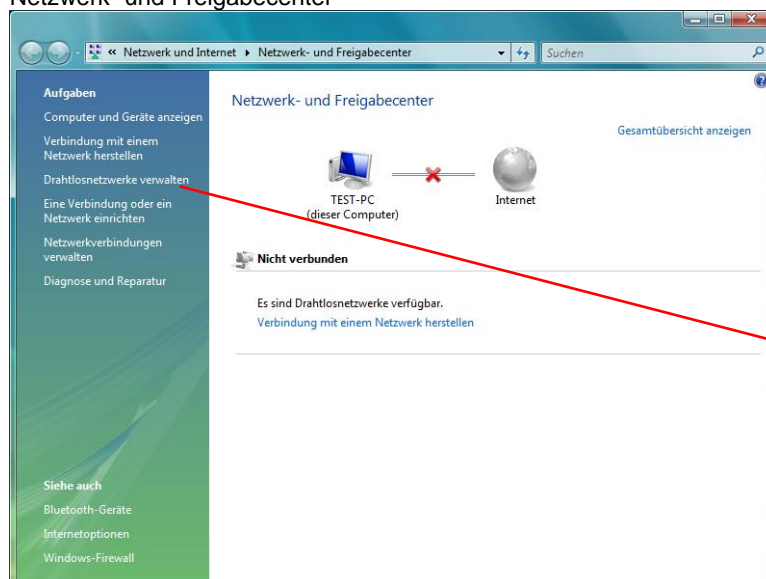 Netzwerk- und Freigabecenter
« Netzwerk und Internet ▸ Netzwerk- und Freigabecenter
Suchen
Aufgaben
Computer und Geräte anzeigen
Verbindung mit einem
Netzwerk herstellen
Drahtlosnetzwerke verwalten
Eine Verbindung oder ein
Netzwerk einrichten
Netzwerkverbindungen
verwalten
Diagnose und Reparatur
Siehe auch
Bluetooth-Geräte
Internetoptionen
Windows-Firewall
Netzwerk- und Freigabecenter
Gesamtübersicht anzeigen
TEST-PC
(dieser Computer)
Internet
Nicht verbunden
Es sind Drahtlosnetzwerke verfügbar.
Verbindung mit einem Netzwerk herstellen